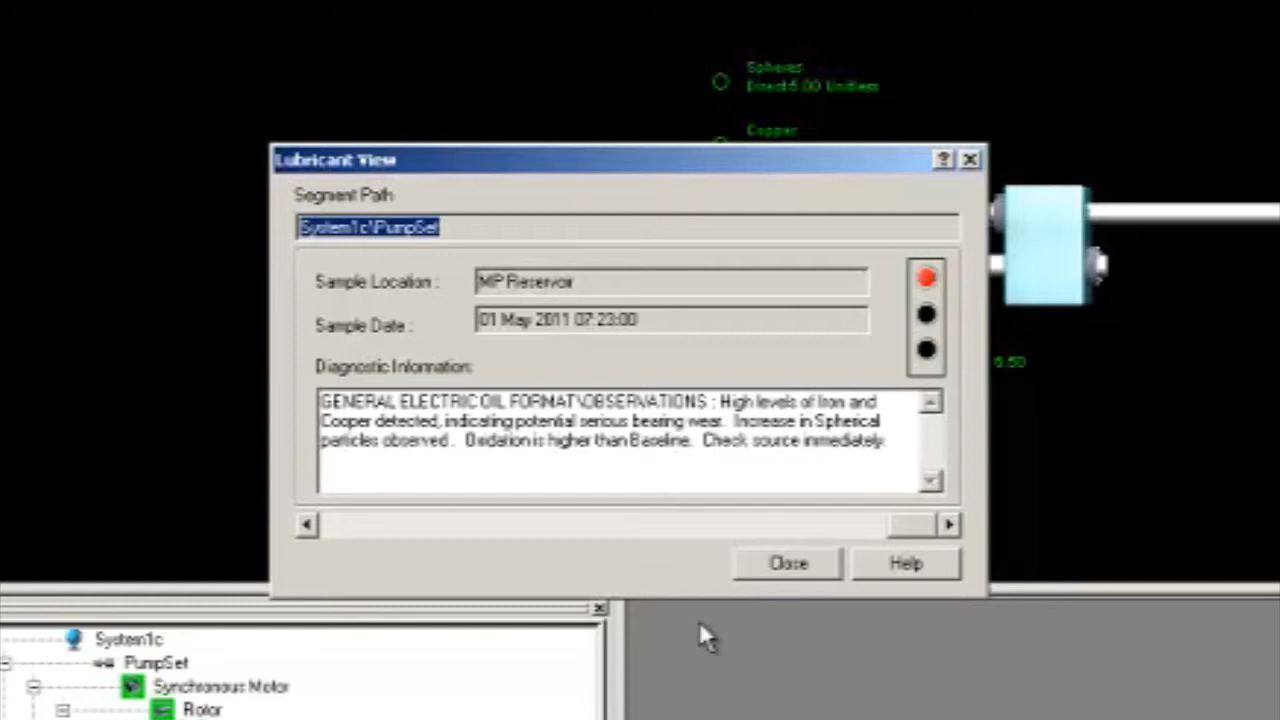 Spheres
Direct 5.00 Unitless
Copper
Lubricant View
Segment Path
System1c\PumpSet
Sample Location :
MP Reservoir
Sample Date :
01 May 2011 07:23:00
Diagnostic Information:
GENERAL ELECTRIC OIL FORMAT\OBSERVATIONS : High levels of Iron and
Cooper detected, indicating potential serious bearing wear. Increase in Spherical
particles observed. Oxidation is higher than Baseline. Check source immediately.
6.50
Close
Help
System1c
PumpSet
Synchronous Motor
Rotor